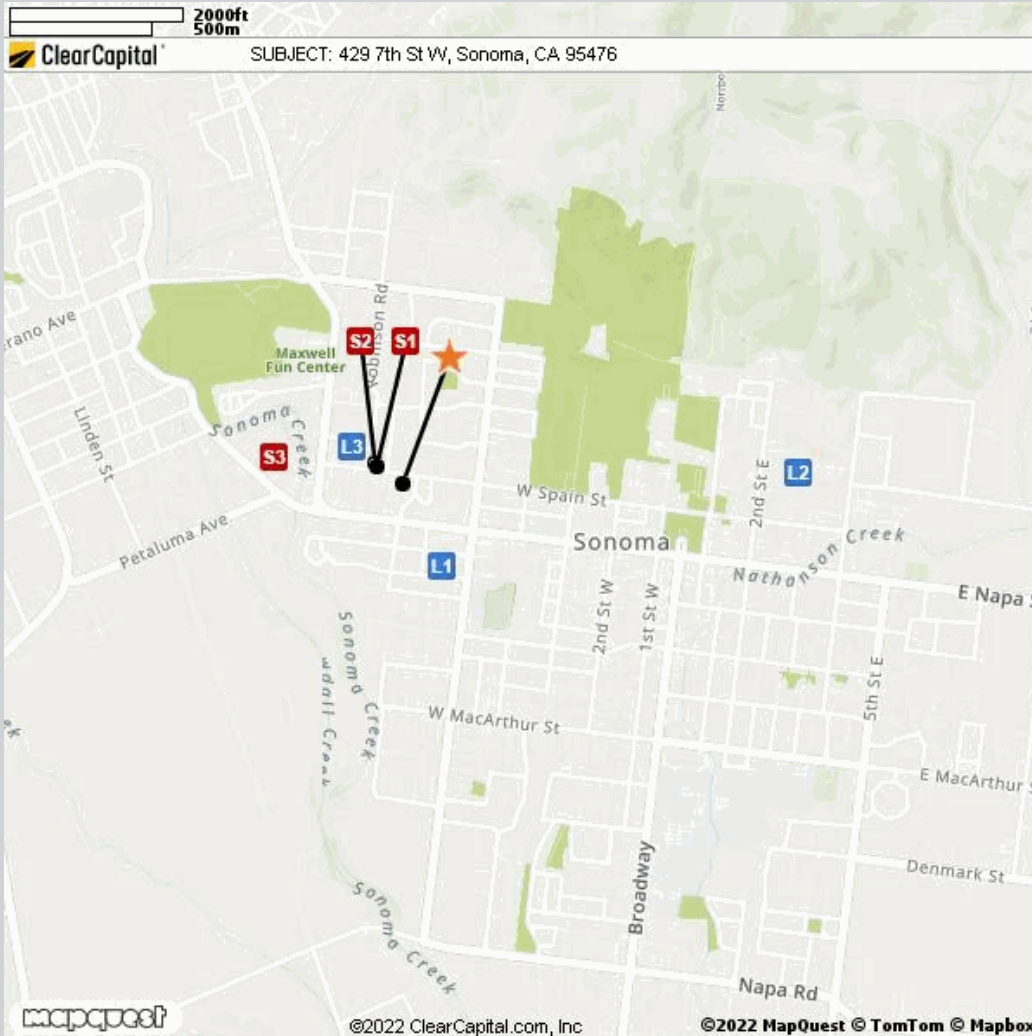 2000ft
500m
ClearCapital
SUBJECT: 429 7th St W, Sonoma, CA 95476
S2
S1
Maxwell
Fun Center
Sonoma
Creek
L3
S3
Linden St
Petaluma Ave
L1
W Spain St
Sonoma
2nd St E
L2
Nathanson Creek
E Napa
2nd St W
1st St W
Sonoma Creek
W MacArthur St
5th St E
E MacArthur
Broadway
Denmark St
Sonoma Creek
Napa Rd
mapquest
©2022 ClearCapital.com, Inc
©2022 MapQuest © TomTom © Mapbox